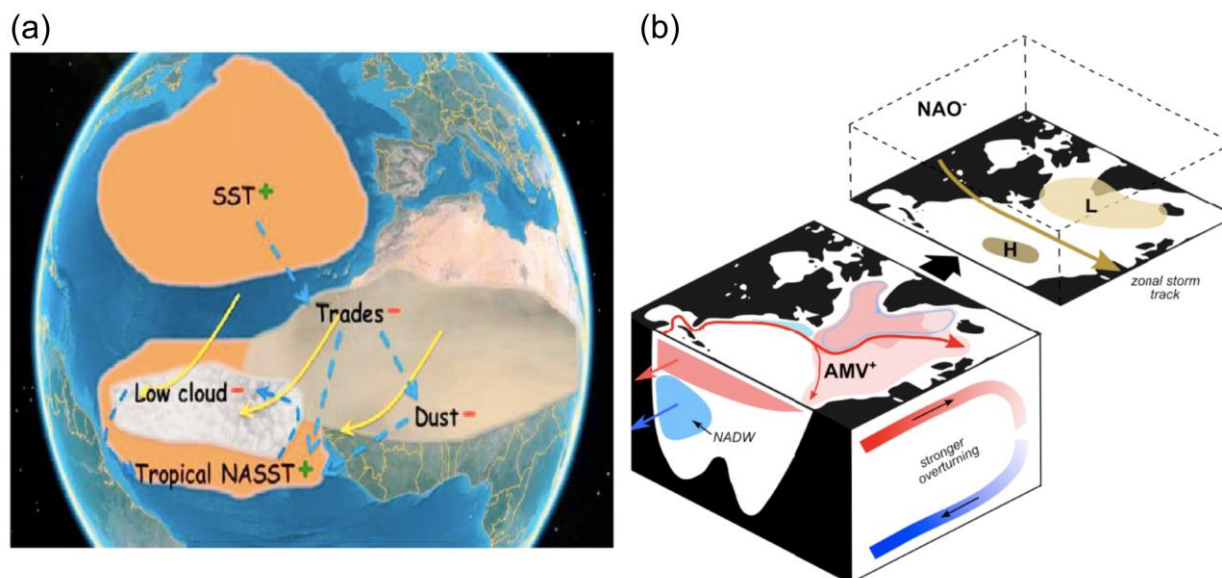 (a)
SST +
Trades -
Low cloud -
Dust -
Tropical NASST +
(b)
NAO-
L
H
zonal storm
track
AMV+
NADW
stronger
overturning